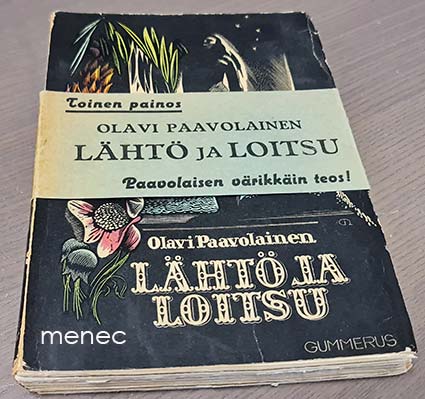 Toinen painos
OLAVI PAAVOLAINEN
LÄHTÖ JA LOITSU
Paavolaisen värikkäin teos!
Olavi Paavolainen
LÄHTÖ JA
LOITSU
menec
GUMMERUS